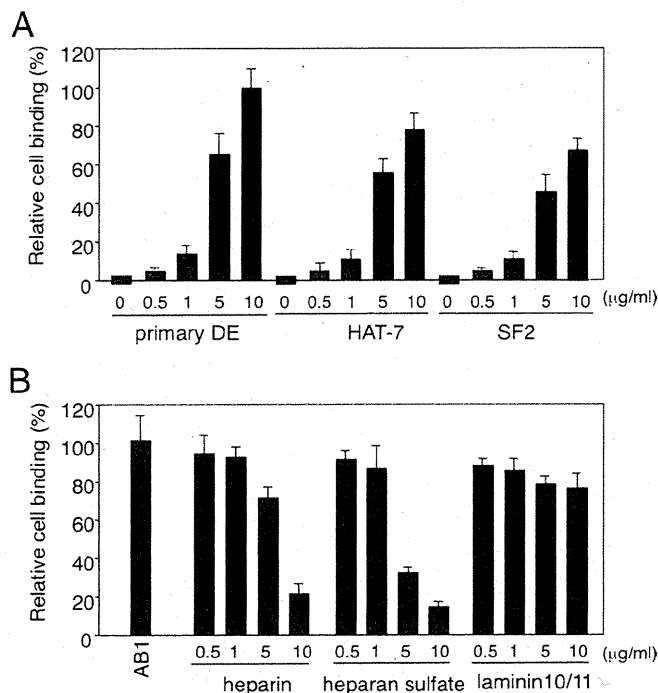 A
Relative cell binding (%)
120
100
80
60
40
20
0
0 0.5 1 5 10 0 0.5 1 5 10 0 0.5 1 5 10 (μg/ml)
primary DE HAT-7 SF2
B
Relative cell binding (%)
120
100
80
60
40
20
0
AB1
0.5 1 5 10 0.5 1 5 10 0.5 1 5 10 (μg/ml)
heparin heparan sulfate laminin10/11